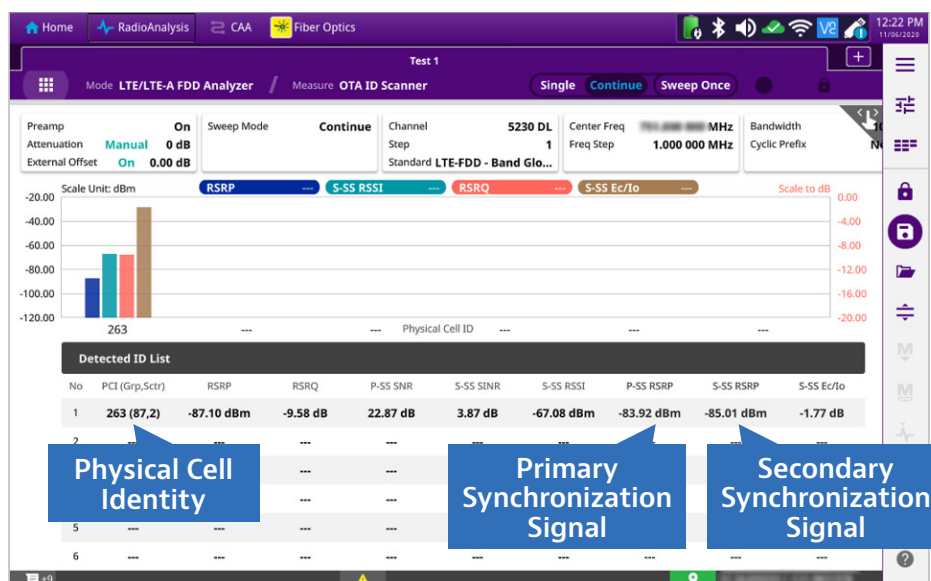 Home RadioAnalysis CAA Fiber Optics V2 12:22 PM
11/06/2020
Test 1 +
Mode LTE/LTE-A FDD Analyzer / Measure OTA ID Scanner Single Continue Sweep Once
Preamp On Sweep Mode Continue Channel 5230 DL Center Freq MHz Bandwidth
Attenuation Manual 0 dB Step 1 Freq Step 1.000 000 MHz Cyclic Prefix
External Offset On 0.00 dB Standard LTE-FDD - Band Glo...
Scale Unit: dBm RSRP --- S-SS RSSI --- RSRQ --- S-SS Ec/Io --- Scale to dB
-20.00 0.00
-40.00 -4.00
-60.00 -8.00
-80.00 -12.00
-100.00 -16.00
-120.00 -20.00
263 --- --- Physical Cell ID --- --- ---
Detected ID List
No PCI (Grp,Sctr) RSRP RSRQ P-SS SNR S-SS SINR S-SS RSSI P-SS RSRP S-SS RSRP S-SS Ec/Io
1 263 (87,2) -87.10 dBm -9.58 dB 22.87 dB 3.87 dB -67.08 dBm -83.92 dBm -85.01 dBm -1.77 dB
2 --- --- --- --- --- --- --- --- ---
Physical Cell
Identity
Primary
Synchronization
Signal
Secondary
Synchronization
Signal
---
---
5 --- --- --- --- ---
6 --- --- --- --- --- --- --- --- ---
M
M
?
+9